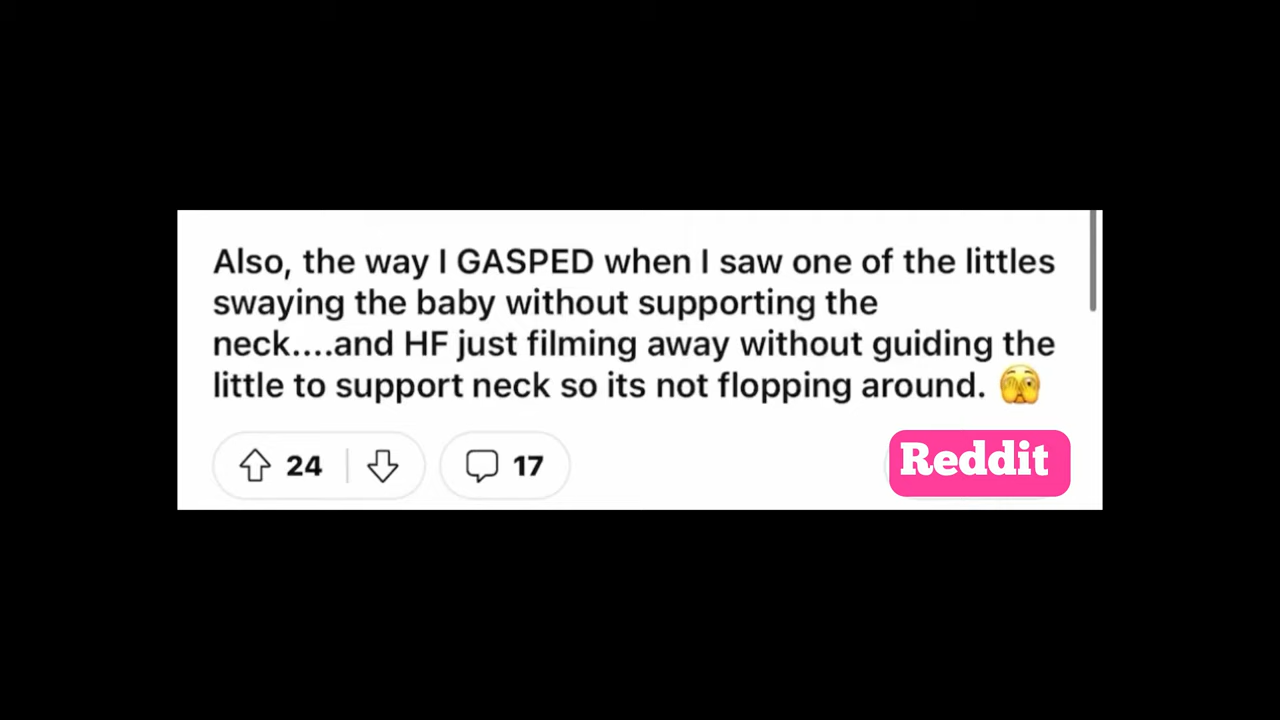 Also, the way I GASPED when I saw one of the littles
swaying the baby without supporting the
neck....and HF just filming away without guiding the
little to support neck so its not flopping around. 🫣
24 17 Reddit